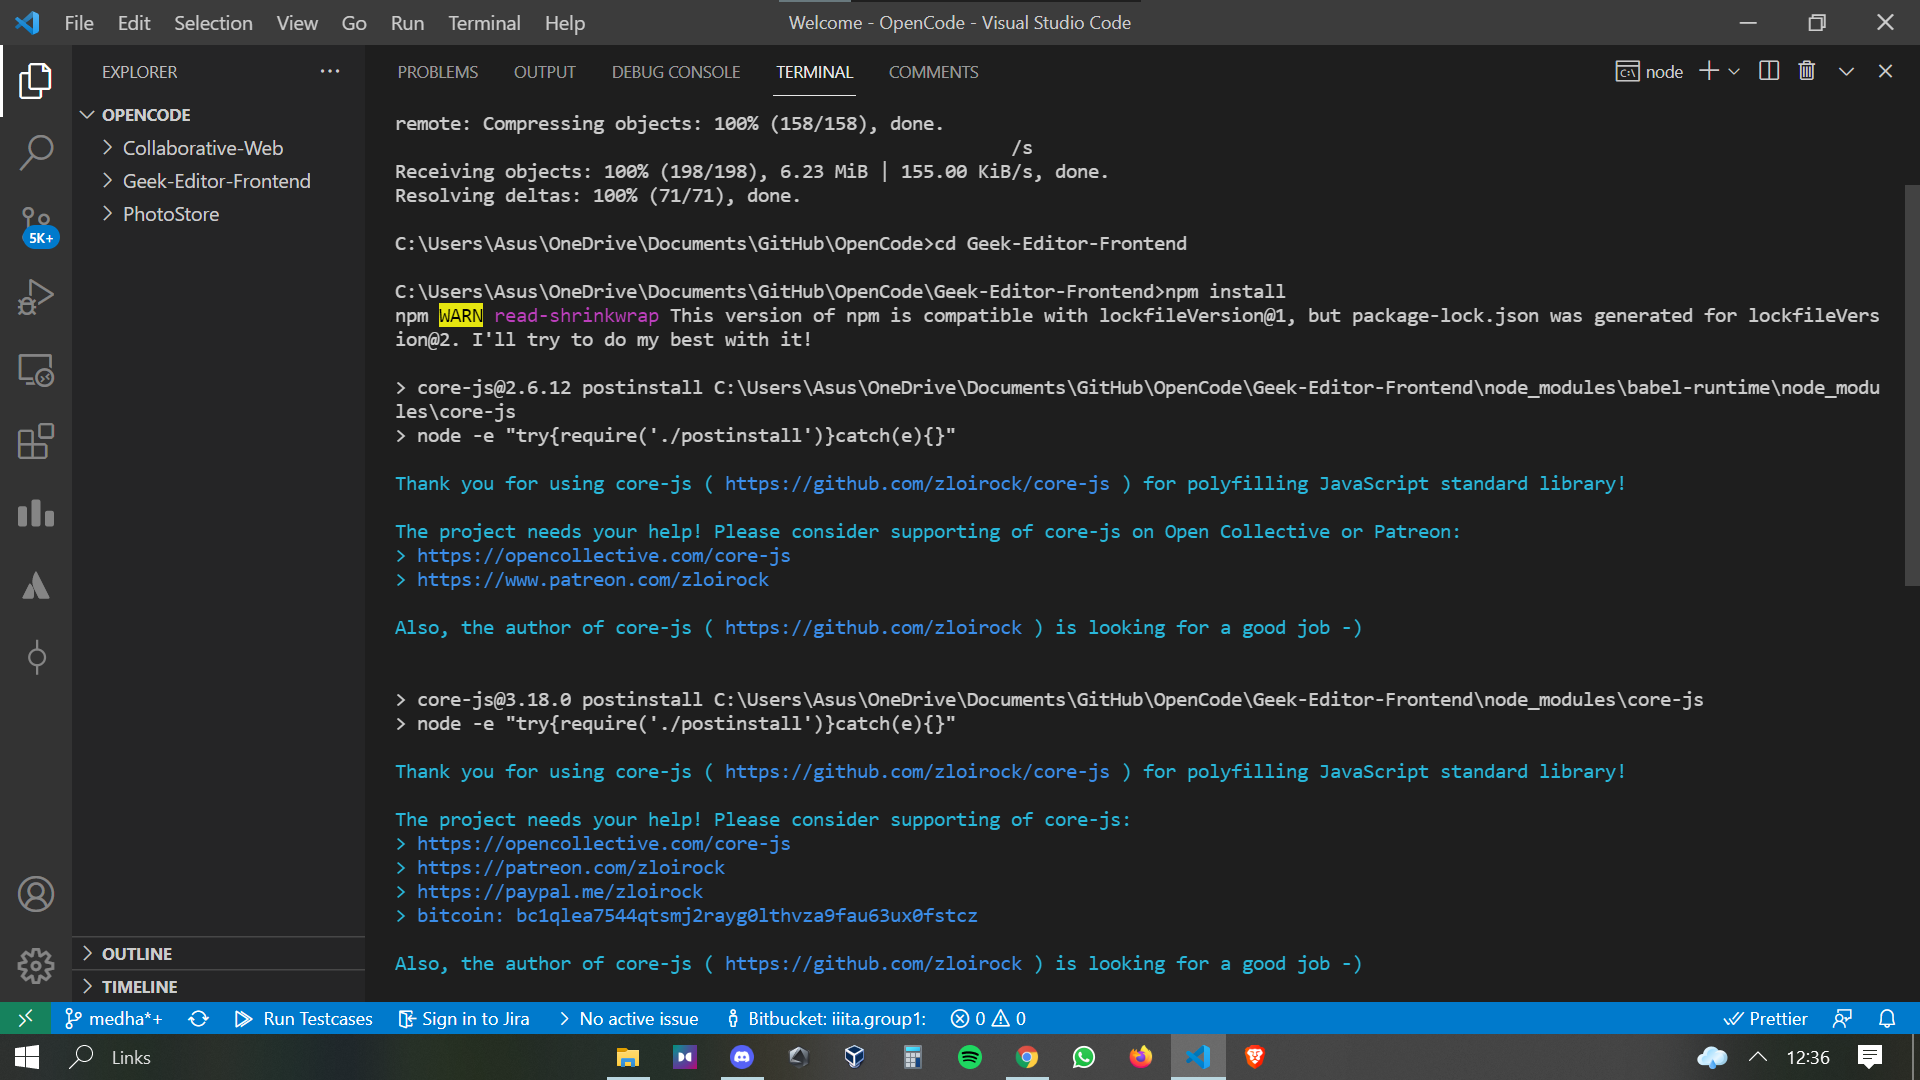 File Edit Selection View Go Run Terminal Help
Welcome - OpenCode - Visual Studio Code
EXPLORER
OPENCODE
Collaborative-Web
Geek-Editor-Frontend
PhotoStore
5K+
OUTLINE
TIMELINE
PROBLEMS OUTPUT DEBUG CONSOLE TERMINAL COMMENTS
node
remote: Compressing objects: 100% (158/158), done.
/s
Receiving objects: 100% (198/198), 6.23 MiB | 155.00 KiB/s, done.
Resolving deltas: 100% (71/71), done.
C:\Users\Asus\OneDrive\Documents\GitHub\OpenCode>cd Geek-Editor-Frontend
C:\Users\Asus\OneDrive\Documents\GitHub\OpenCode\Geek-Editor-Frontend>npm install
npm WARN read-shrinkwrap This version of npm is compatible with lockfileVersion@1, but package-lock.json was generated for lockfileVers
ion@2. I'll try to do my best with it!
> core-js@2.6.12 postinstall C:\Users\Asus\OneDrive\Documents\GitHub\OpenCode\Geek-Editor-Frontend\node_modules\babel-runtime\node_modu
les\core-js
> node -e "try{require('./postinstall')}catch(e){}"
Thank you for using core-js ( https://github.com/zloirock/core-js ) for polyfilling JavaScript standard library!
The project needs your help! Please consider supporting of core-js on Open Collective or Patreon:
> https://opencollective.com/core-js
> https://www.patreon.com/zloirock
Also, the author of core-js ( https://github.com/zloirock ) is looking for a good job -)
> core-js@3.18.0 postinstall C:\Users\Asus\OneDrive\Documents\GitHub\OpenCode\Geek-Editor-Frontend\node_modules\core-js
> node -e "try{require('./postinstall')}catch(e){}"
Thank you for using core-js ( https://github.com/zloirock/core-js ) for polyfilling JavaScript standard library!
The project needs your help! Please consider supporting of core-js:
> https://opencollective.com/core-js
> https://patreon.com/zloirock
> https://paypal.me/zloirock
> bitcoin: bc1qlea7544qtsmj2rayg0lthvza9fau63ux0fstcz
Also, the author of core-js ( https://github.com/zloirock ) is looking for a good job -)
medha*+ Run Testcases Sign in to Jira No active issue Bitbucket: iiita.group1: 0 0 Prettier
Links 12:36